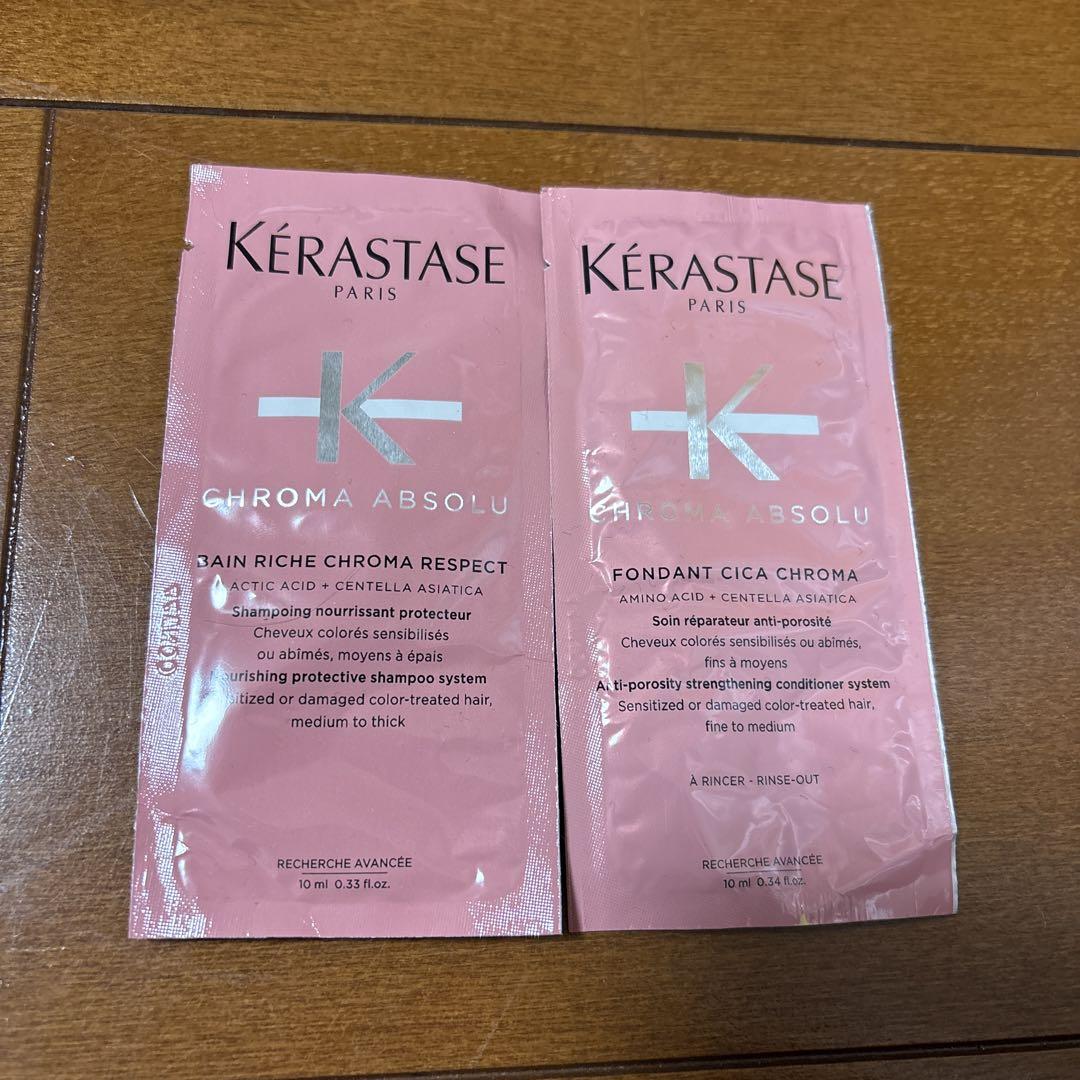 KÉRASTASE
PARIS
K
CHROMA ABSOLU
BAIN RICHE CHROMA RESPECT
ACTIC ACID + CENTELLA ASIATICA
Shampoing nourrissant protecteur
Cheveux colorés sensibilisés
ou abîmés, moyens à épais
urishing protective shampoo system
sitized or damaged color-treated hair,
medium to thick
RECHERCHE AVANCÉE
10 ml 0.33 fl.oz.
KÉRASTASE
PARIS
K
CHROMA ABSOLU
FONDANT CICA CHROMA
AMINO ACID + CENTELLA ASIATICA
Soin réparateur anti-porosité
Cheveux colorés sensibilisés ou abîmés,
fins à moyens
Anti-porosity strengthening conditioner system
Sensitized or damaged color-treated hair,
fine to medium
À RINCER - RINSE-OUT
RECHERCHE AVANCÉE
10 ml 0.34 fl.oz.